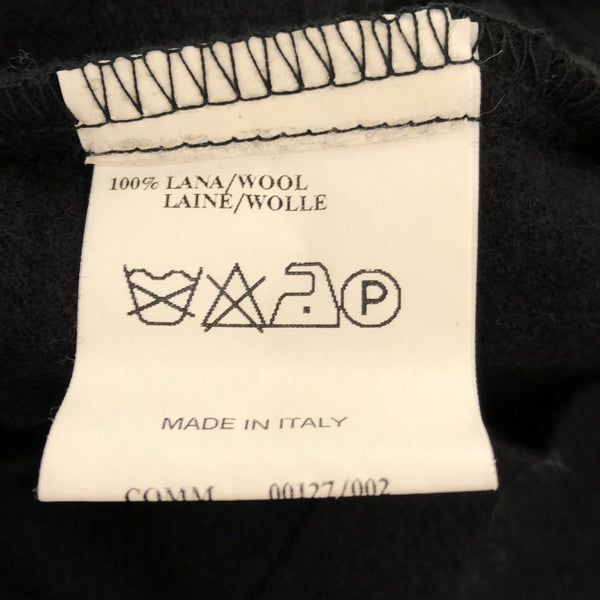 100% LANA/WOOL
LAINE/WOLLE
P
MADE IN ITALY
COMM 00127/002